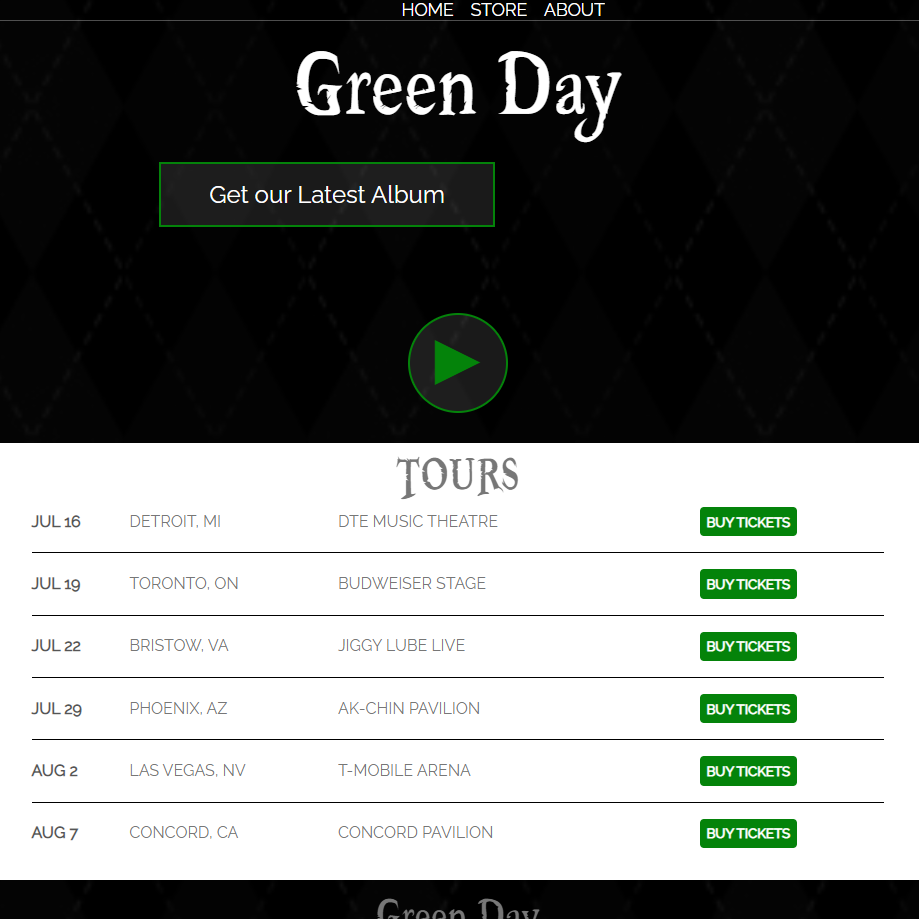 HOME STORE ABOUT
Green Day
Get our Latest Album
TOURS
JUL 16 DETROIT, MI DTE MUSIC THEATRE BUY TICKETS
JUL 19 TORONTO, ON BUDWEISER STAGE BUY TICKETS
JUL 22 BRISTOW, VA JIGGY LUBE LIVE BUY TICKETS
JUL 29 PHOENIX, AZ AK-CHIN PAVILION BUY TICKETS
AUG 2 LAS VEGAS, NV T-MOBILE ARENA BUY TICKETS
AUG 7 CONCORD, CA CONCORD PAVILION BUY TICKETS
Green Day